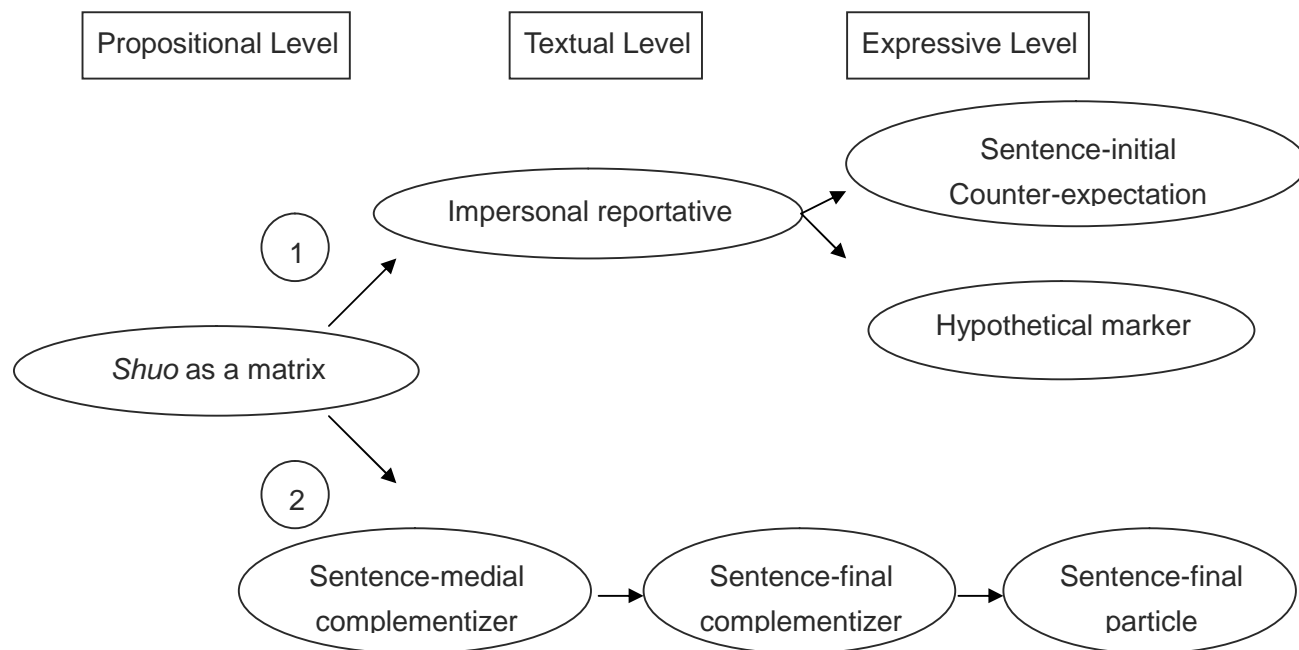 Propositional Level
Textual Level
Expressive Level
Sentence-initial
Counter-expectation
Impersonal reportative
1
Hypothetical marker
Shuo as a matrix
2
Sentence-medial
complementizer
Sentence-final
complementizer
Sentence-final
particle